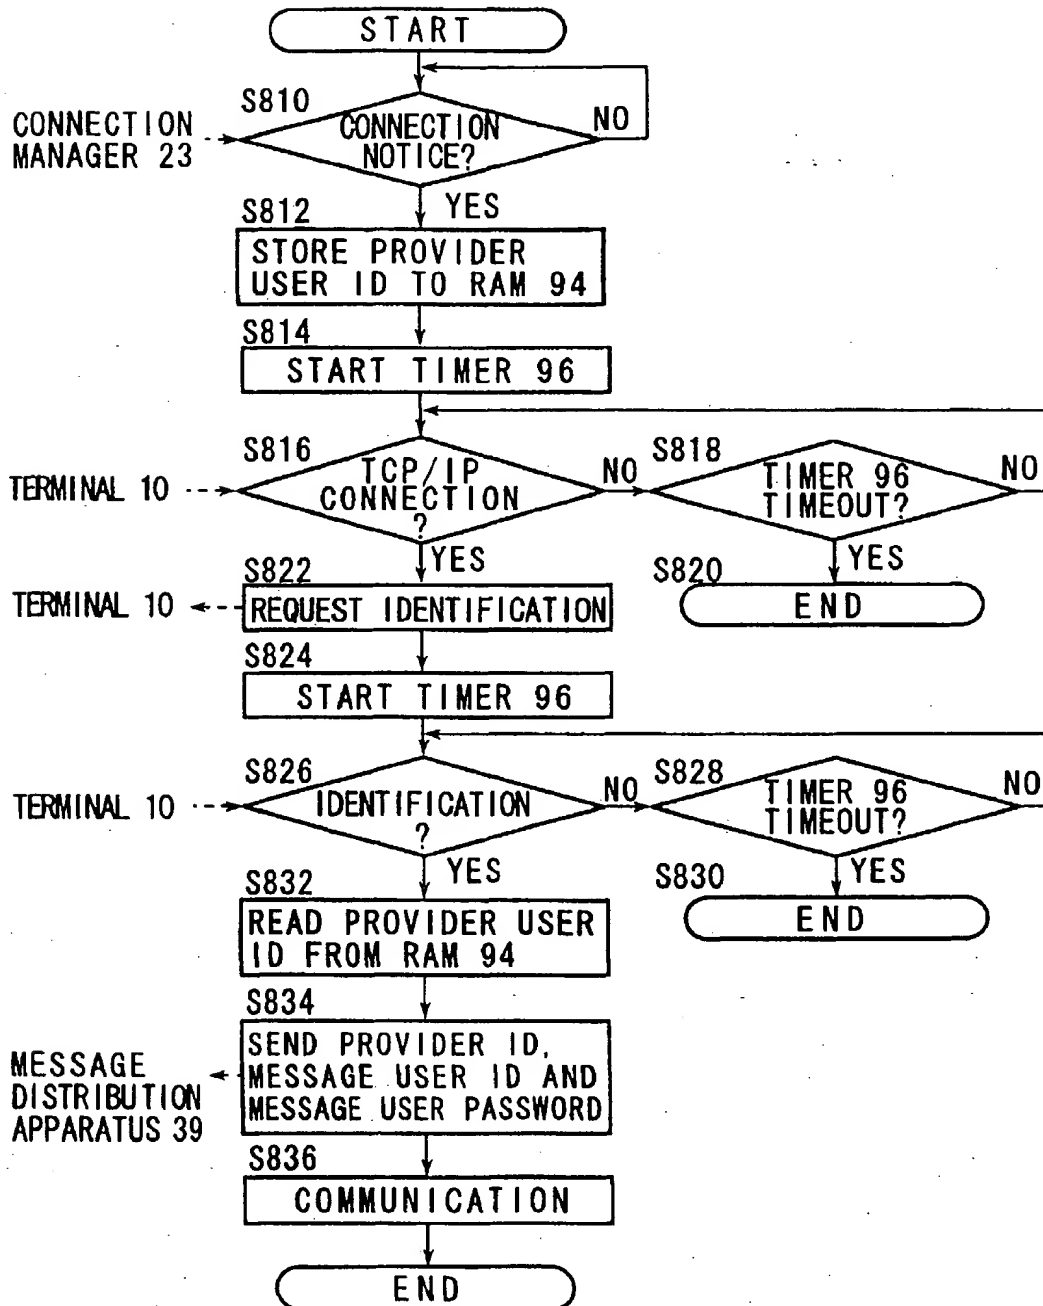 START
S810
CONNECTION
MANAGER 23
CONNECTION
NOTICE?
NO
YES
S812
STORE PROVIDER
USER ID TO RAM 94
S814
START TIMER 96
S816
TERMINAL 10
TCP/IP
CONNECTION
?
NO
S818
TIMER 96
TIMEOUT?
NO
YES
YES
S820
END
S822
TERMINAL 10
REQUEST IDENTIFICATION
S824
START TIMER 96
S826
TERMINAL 10
IDENTIFICATION
?
NO
S828
TIMER 96
TIMEOUT?
NO
YES
YES
S830
END
S832
READ PROVIDER USER
ID FROM RAM 94
S834
SEND PROVIDER ID,
MESSAGE USER ID AND
MESSAGE USER PASSWORD
MESSAGE
DISTRIBUTION
APPARATUS 39
S836
COMMUNICATION
END